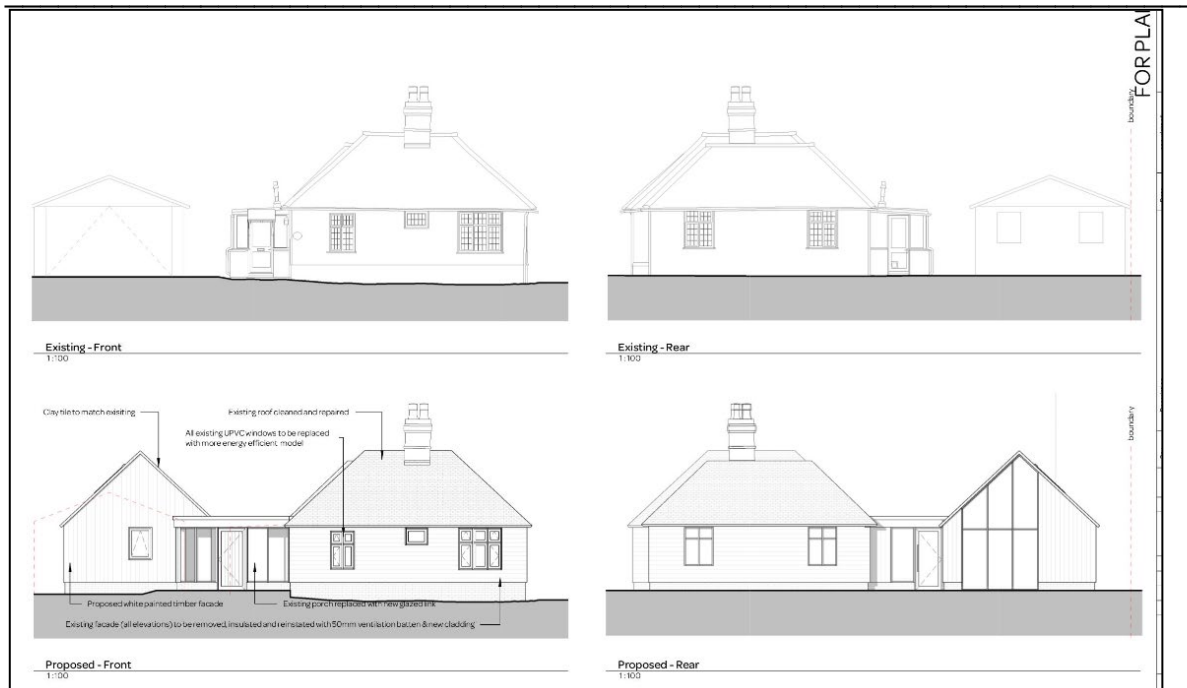 FOR PLA
boundary
Existing - Front
1:100
Existing - Rear
1:100
Clay tile to match exisiting
Existing roof cleaned and repaired
All existing UPVC windows to be replaced
with more energy efficient model
boundary
Proposed white painted timber facade
Existing porch replaced with new glazed link
Existing facade (all elevations) to be removed, insulated and reinstated with 50mm ventilation batten & new cladding
Proposed - Front
1:100
Proposed - Rear
1:100